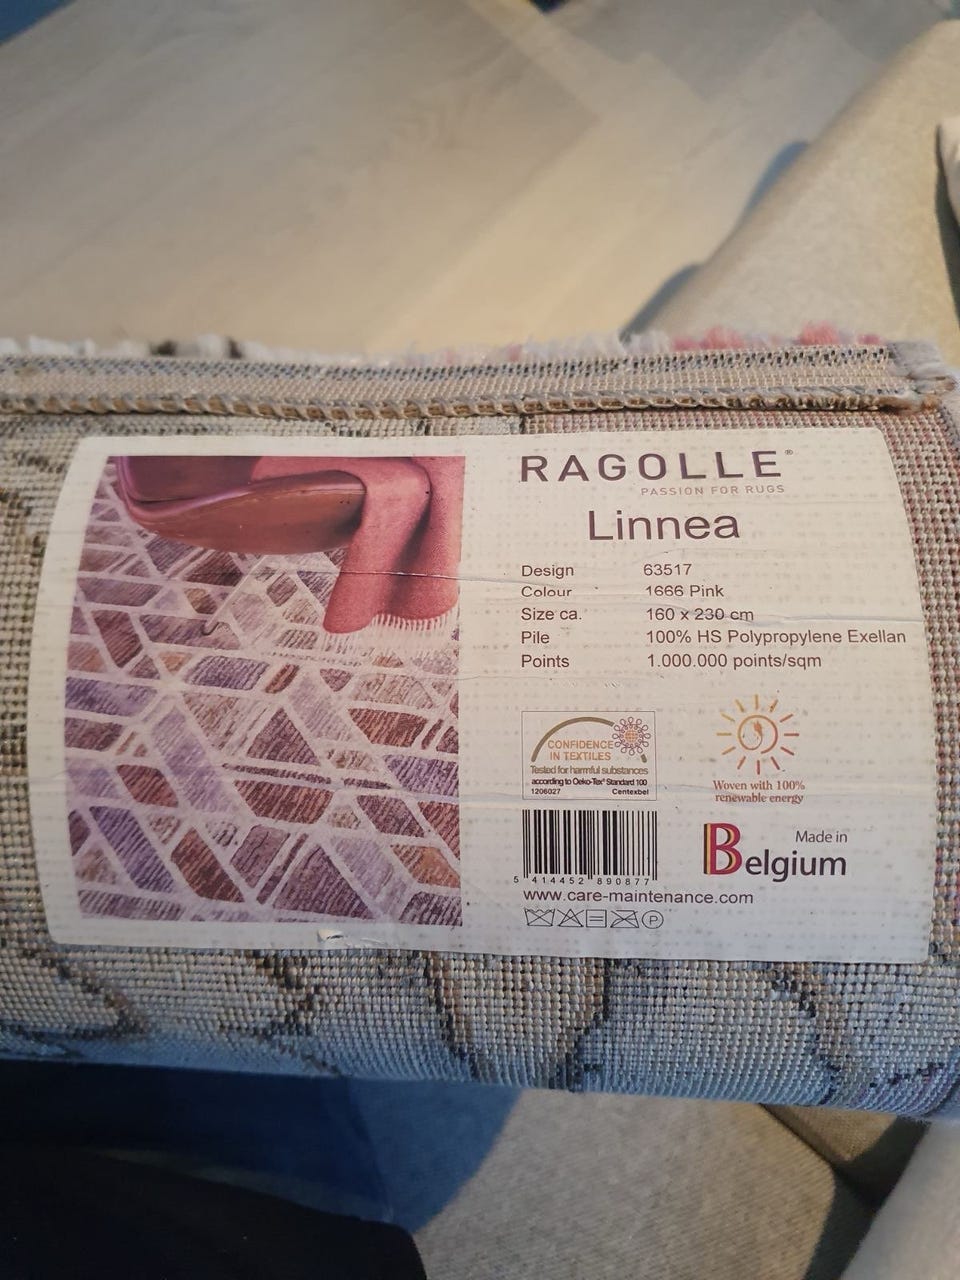 RAGOLLE®
PASSION FOR RUGS
Linnea
Design 63517
Colour 1666 Pink
Size ca. 160 x 230 cm
Pile 100% HS Polypropylene Exellan
Points 1.000.000 points/sqm
CONFIDENCE
IN TEXTILES
Tested for harmful substances
according to Oeko-Tex® Standard 100
1206027 Centexbel
Woven with 100%
renewable energy
5 414452 890877
Made in
Belgium
www.care-maintenance.com
P